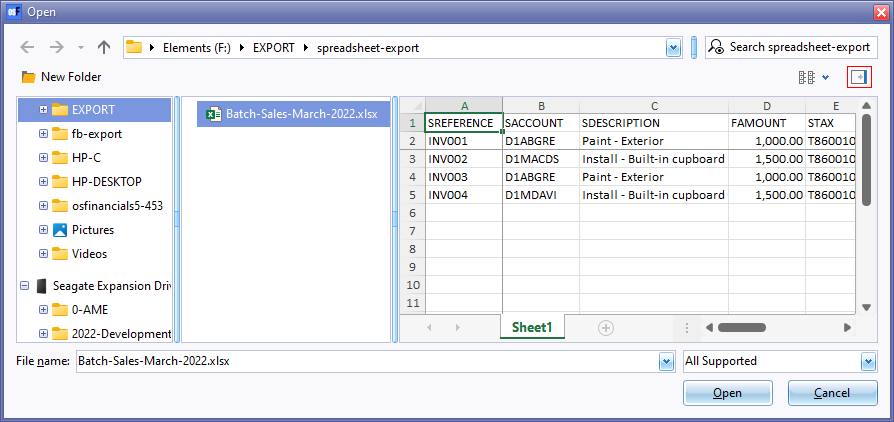 Open
Elements (F:) EXPORT spreadsheet-export
Search spreadsheet-export
New Folder
EXPORT
fb-export
HP-C
HP-DESKTOP
osfinancials5-453
Pictures
Videos
Seagate Expansion Dri
0-AME
2022-Development
Batch-Sales-March-2022.xlsx
A B C D E
1 SREFERENCE SACCOUNT SDESCRIPTION FAMOUNT STAX
2 INV001 D1ABGRE Paint - Exterior 1,000.00 T860010
3 INV002 D1MACDS Install - Built-in cupboard 1,500.00 T860010
4 INV003 D1ABGRE Paint - Exterior 1,000.00 T860010
5 INV004 D1MDAVI Install - Built-in cupboard 1,500.00 T860010
6
7
8
9
10
11
Sheet1
File name: Batch-Sales-March-2022.xlsx
All Supported
Open Cancel